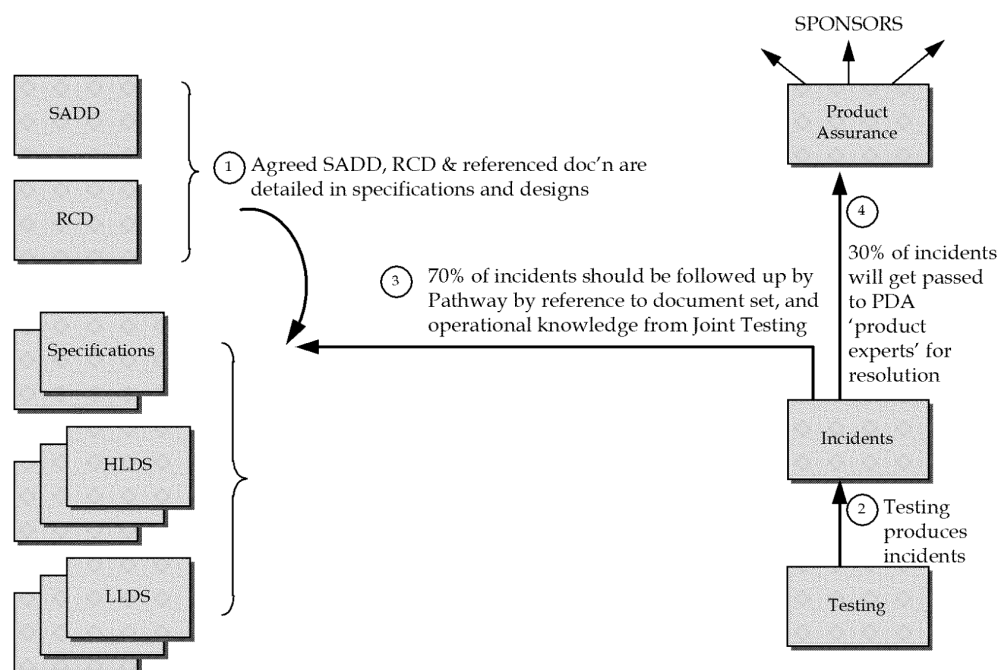 SPONSORS
SADD
Product
Assurance
1
Agreed SADD, RCD & referenced doc'n are
detailed in specifications and designs
RCD
4
30% of incidents
will get passed
to PDA
‘product
experts’ for
resolution
3
70% of incidents should be followed up by
Pathway by reference to document set, and
operational knowledge from Joint Testing
Specifications
HLDS
Incidents
2
Testing
produces
incidents
LLDS
Testing